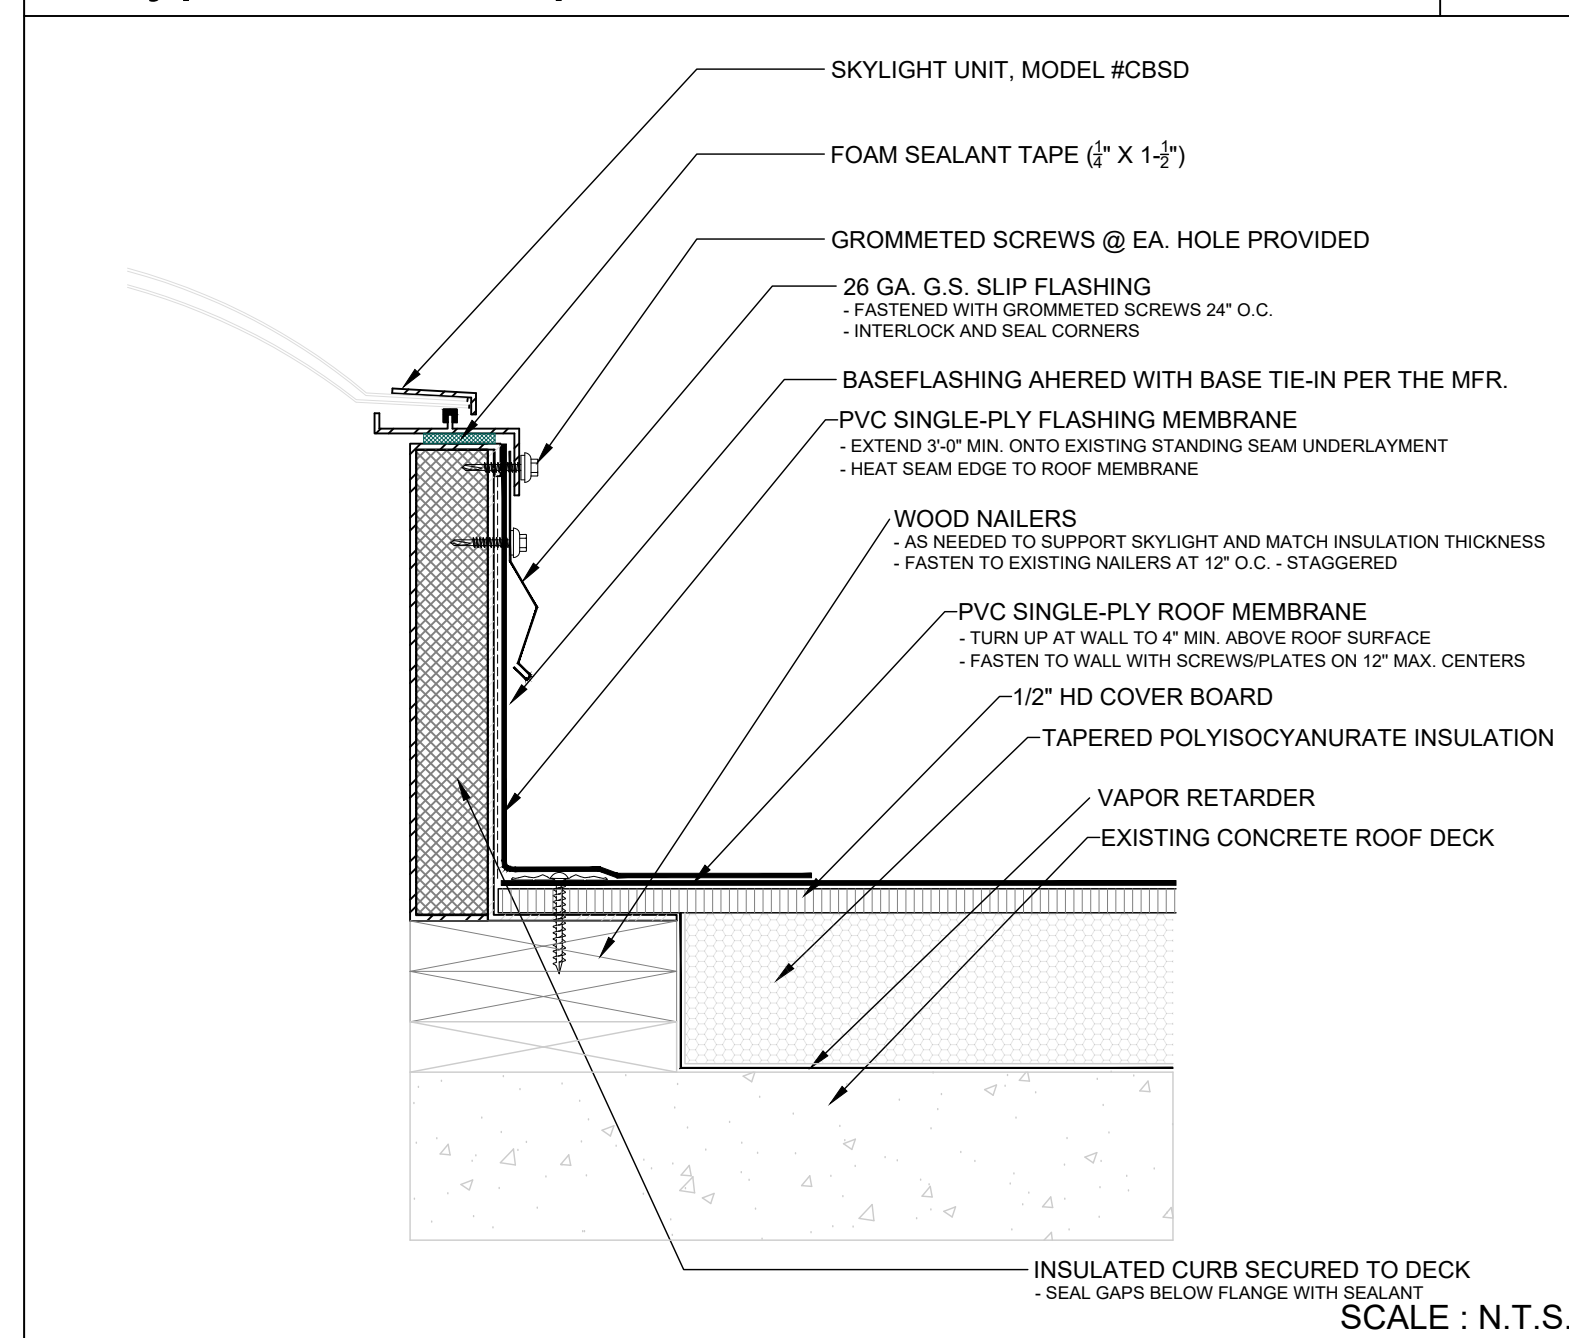 SKYLIGHT UNIT, MODEL #CBSD
FOAM SEALANT TAPE (1/4" X 1-1/2")
GROMMETED SCREWS @ EA. HOLE PROVIDED
26 GA. G.S. SLIP FLASHING
- FASTENED WITH GROMMETED SCREWS 24" O.C.
- INTERLOCK AND SEAL CORNERS
BASEFLASHING AHERED WITH BASE TIE-IN PER THE MFR.
PVC SINGLE-PLY FLASHING MEMBRANE
- EXTEND 3'-0" MIN. ONTO EXISTING STANDING SEAM UNDERLAYMENT
- HEAT SEAM EDGE TO ROOF MEMBRANE
WOOD NAILERS
- AS NEEDED TO SUPPORT SKYLIGHT AND MATCH INSULATION THICKNESS
- FASTEN TO EXISTING NAILERS AT 12" O.C. - STAGGERED
PVC SINGLE-PLY ROOF MEMBRANE
- TURN UP AT WALL TO 4" MIN. ABOVE ROOF SURFACE
- FASTEN TO WALL WITH SCREWS/PLATES ON 12" MAX. CENTERS
1/2" HD COVER BOARD
TAPERED POLYISOCYANURATE INSULATION
VAPOR RETARDER
EXISTING CONCRETE ROOF DECK
INSULATED CURB SECURED TO DECK
- SEAL GAPS BELOW FLANGE WITH SEALANT
SCALE : N.T.S.